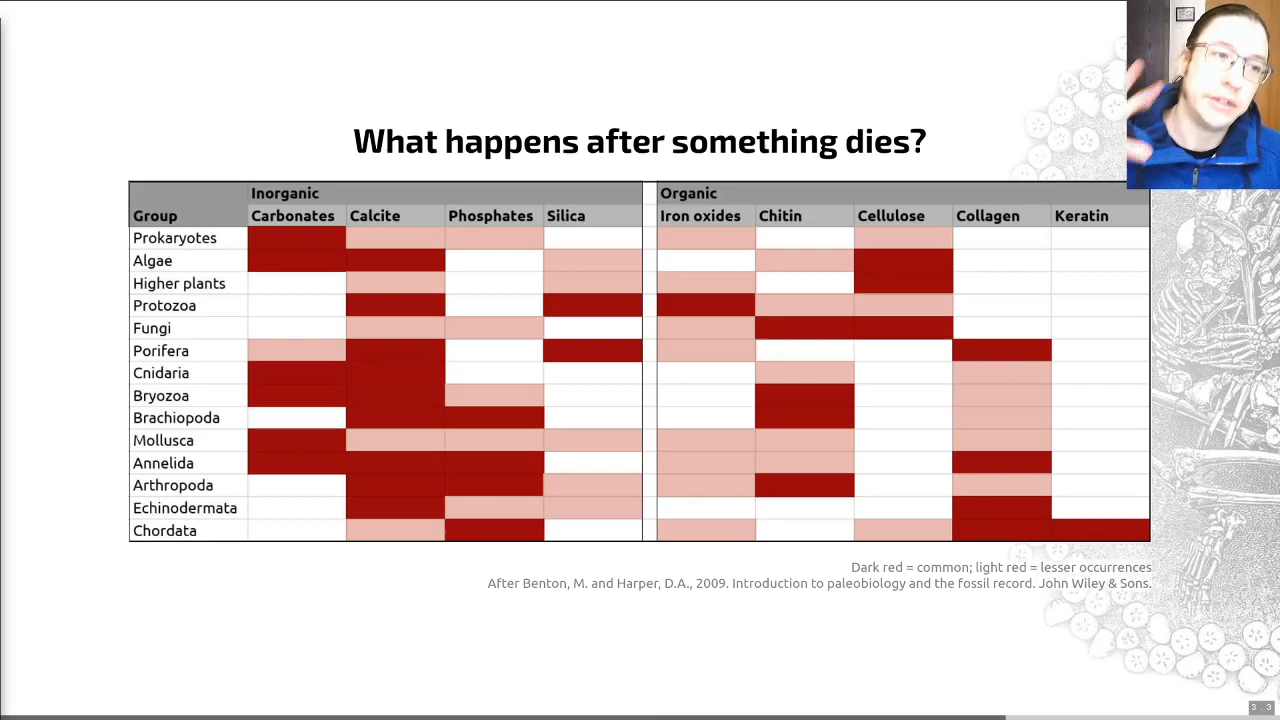 What happens after something dies?
Inorganic Organic
Group Carbonates Calcite Phosphates Silica Iron oxides Chitin Cellulose Collagen Keratin
Prokaryotes
Algae
Higher plants
Protozoa
Fungi
Porifera
Cnidaria
Bryozoa
Brachiopoda
Mollusca
Annelida
Arthropoda
Echinodermata
Chordata
Dark red = common; light red = lesser occurrences
After Benton, M. and Harper, D.A., 2009. Introduction to paleobiology and the fossil record. John Wiley & Sons.
3.3